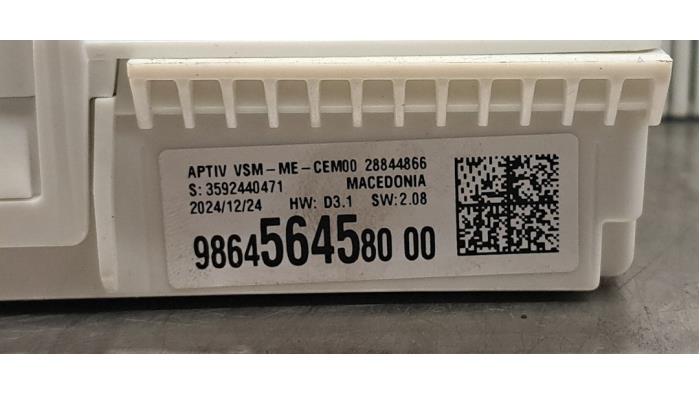 APTIV VSM-ME-CEM00 28844866
S: 3592440471 MACEDONIA
2024/12/24 HW: D3.1 SW:2.08
9864564580 00